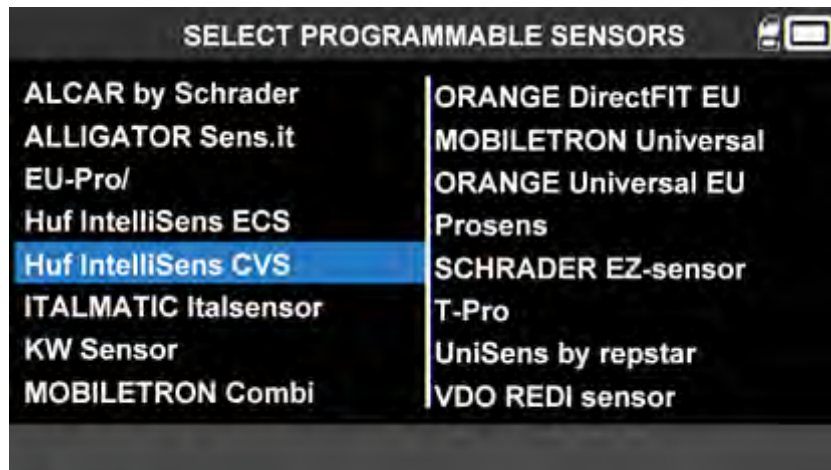 SELECT PROGRAMMABLE SENSORS
ALCAR by Schrader
ALLIGATOR Sens.it
EU-Pro/
Huf IntelliSens ECS
Huf IntelliSens CVS
ITALMATIC Italsensor
KW Sensor
MOBILETRON Combi
ORANGE DirectFIT EU
MOBILETRON Universal
ORANGE Universal EU
Prosens
SCHRADER EZ-sensor
T-Pro
UniSens by repstar
VDO REDI sensor